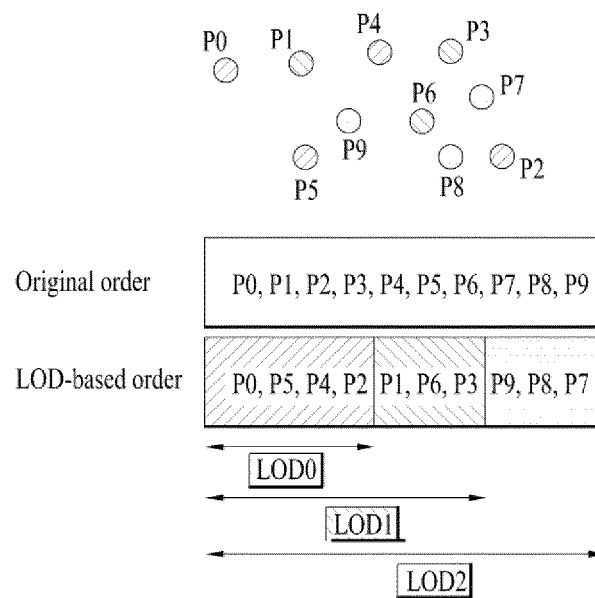 P0
P1
P4
P3
P7
P6
P9
P5
P8
P2
Original order
P0, P1, P2, P3, P4, P5, P6, P7, P8, P9
LOD-based order
P0, P5, P4, P2
P1, P6, P3
P9, P8, P7
LOD0
LOD1
LOD2